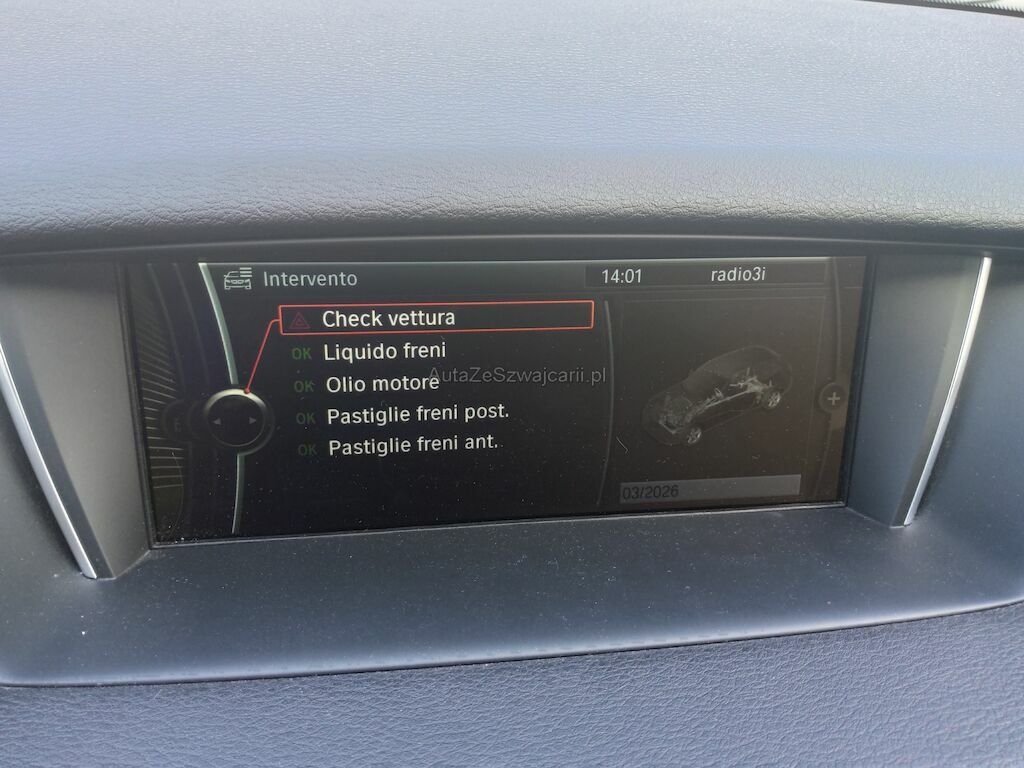 Intervento 14:01 radio3i
Check vettura
OK Liquido freni
AutaZeSzwajcarii.pl
OK Olio motore
OK Pastiglie freni post.
OK Pastiglie freni ant.
03/2026